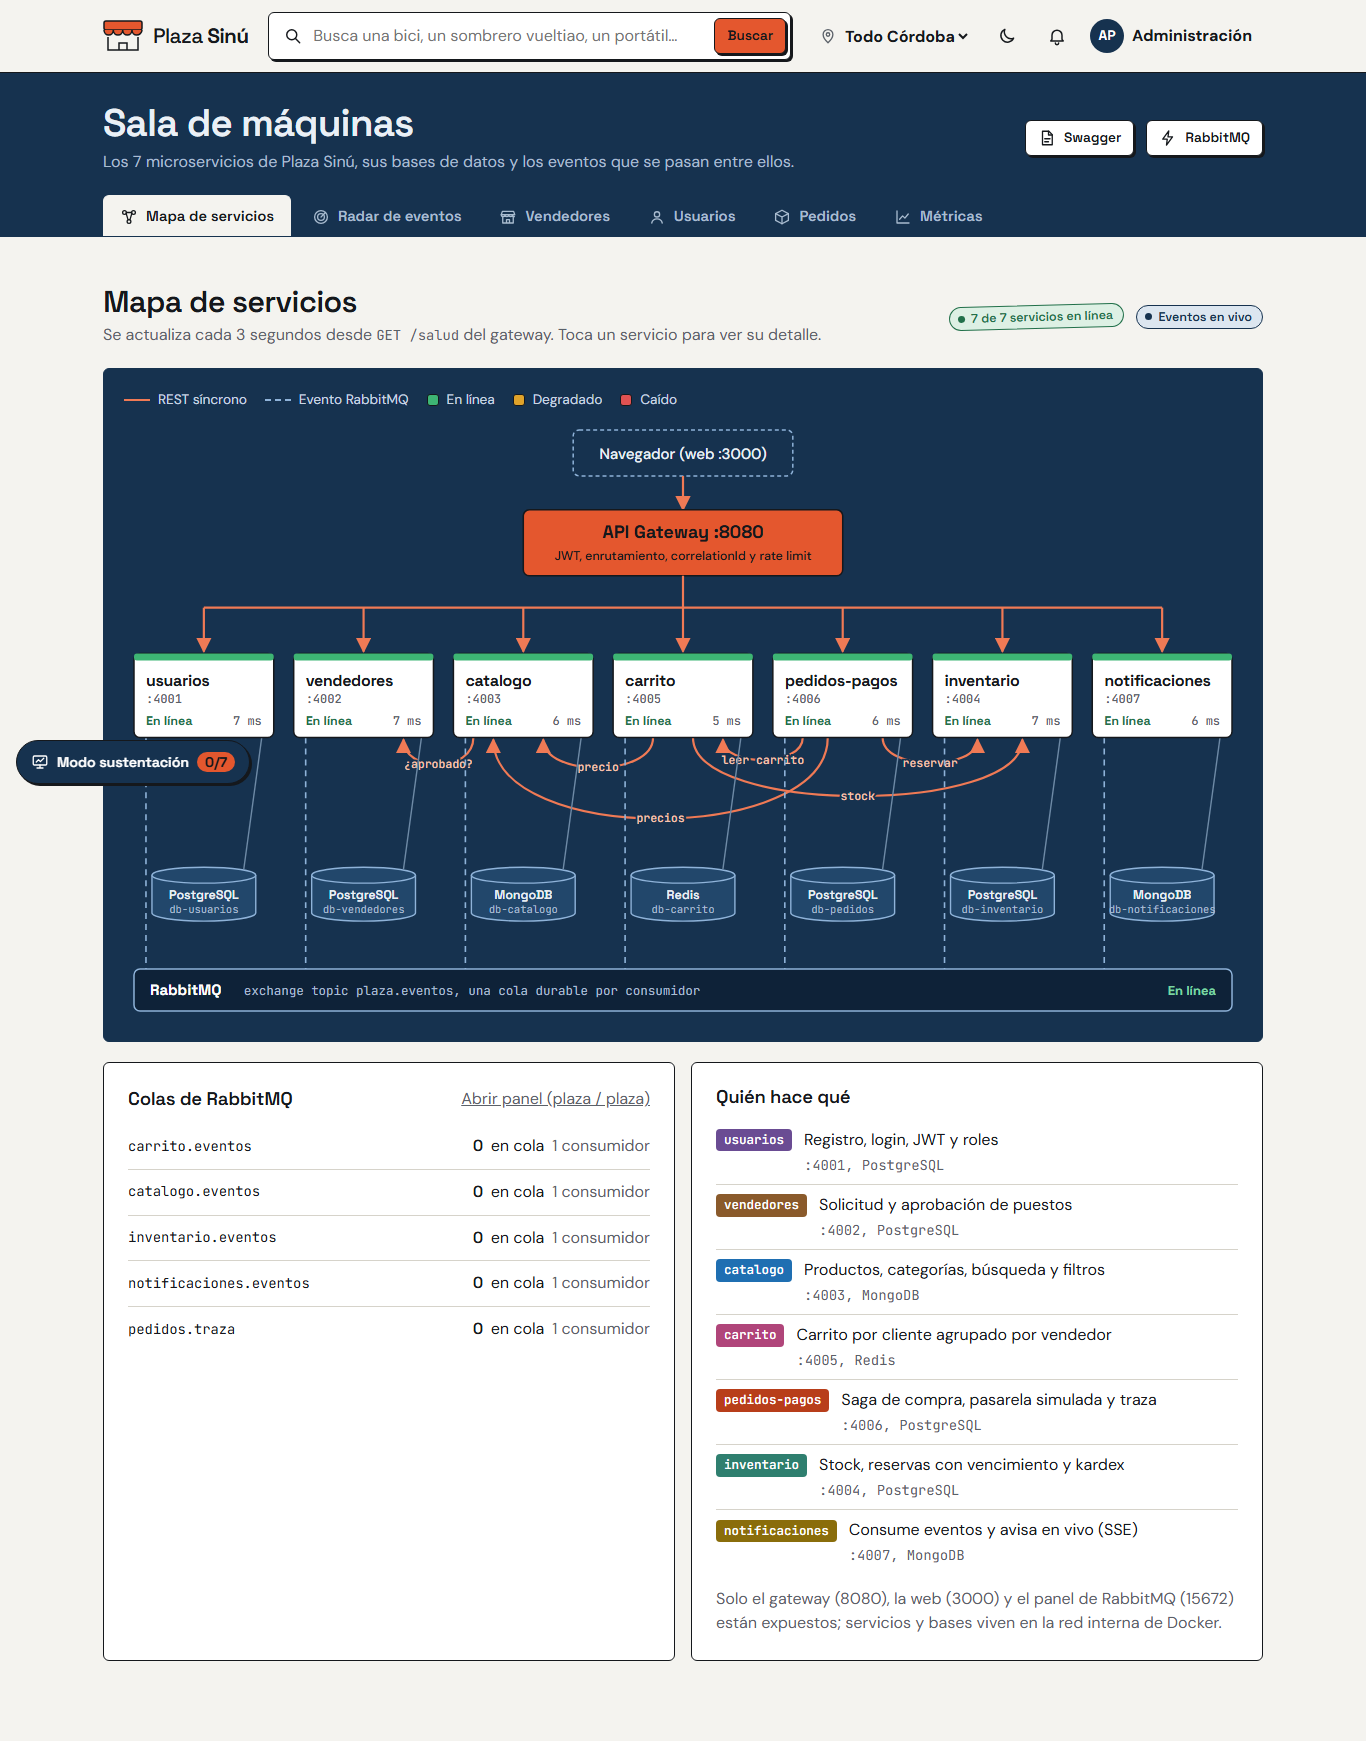 Plaza Sinú
Busca una bici, un sombrero vueltiao, un portátil...
Buscar
Todo Córdoba
AP
Administración
Sala de máquinas
Los 7 microservicios de Plaza Sinú, sus bases de datos y los eventos que se pasan entre ellos.
Swagger
RabbitMQ
Mapa de servicios
Radar de eventos
Vendedores
Usuarios
Pedidos
Métricas
Mapa de servicios
Se actualiza cada 3 segundos desde GET /salud del gateway. Toca un servicio para ver su detalle.
7 de 7 servicios en línea
Eventos en vivo
REST síncrono
Evento RabbitMQ
En línea
Degradado
Caído
Navegador (web :3000)
API Gateway :8080
JWT, enrutamiento, correlationId y rate limit
usuarios
:4001
En línea 7 ms
vendedores
:4002
En línea 7 ms
catalogo
:4003
En línea 6 ms
carrito
:4005
En línea 5 ms
pedidos-pagos
:4006
En línea 6 ms
inventario
:4004
En línea 7 ms
notificaciones
:4007
En línea 6 ms
Modo sustentación 0/7
¿aprobado?
precio
leer carrito
reservar
stock
precios
PostgreSQL
db-usuarios
PostgreSQL
db-vendedores
MongoDB
db-catalogo
Redis
db-carrito
PostgreSQL
db-pedidos
PostgreSQL
db-inventario
MongoDB
db-notificaciones
RabbitMQ
exchange topic plaza.eventos, una cola durable por consumidor
En línea
Colas de RabbitMQ
Abrir panel (plaza / plaza)
carrito.eventos 0 en cola 1 consumidor
catalogo.eventos 0 en cola 1 consumidor
inventario.eventos 0 en cola 1 consumidor
notificaciones.eventos 0 en cola 1 consumidor
pedidos.traza 0 en cola 1 consumidor
Quién hace qué
usuarios Registro, login, JWT y roles
:4001, PostgreSQL
vendedores Solicitud y aprobación de puestos
:4002, PostgreSQL
catalogo Productos, categorías, búsqueda y filtros
:4003, MongoDB
carrito Carrito por cliente agrupado por vendedor
:4005, Redis
pedidos-pagos Saga de compra, pasarela simulada y traza
:4006, PostgreSQL
inventario Stock, reservas con vencimiento y kardex
:4004, PostgreSQL
notificaciones Consume eventos y avisa en vivo (SSE)
:4007, MongoDB
Solo el gateway (8080), la web (3000) y el panel de RabbitMQ (15672)
están expuestos; servicios y bases viven en la red interna de Docker.